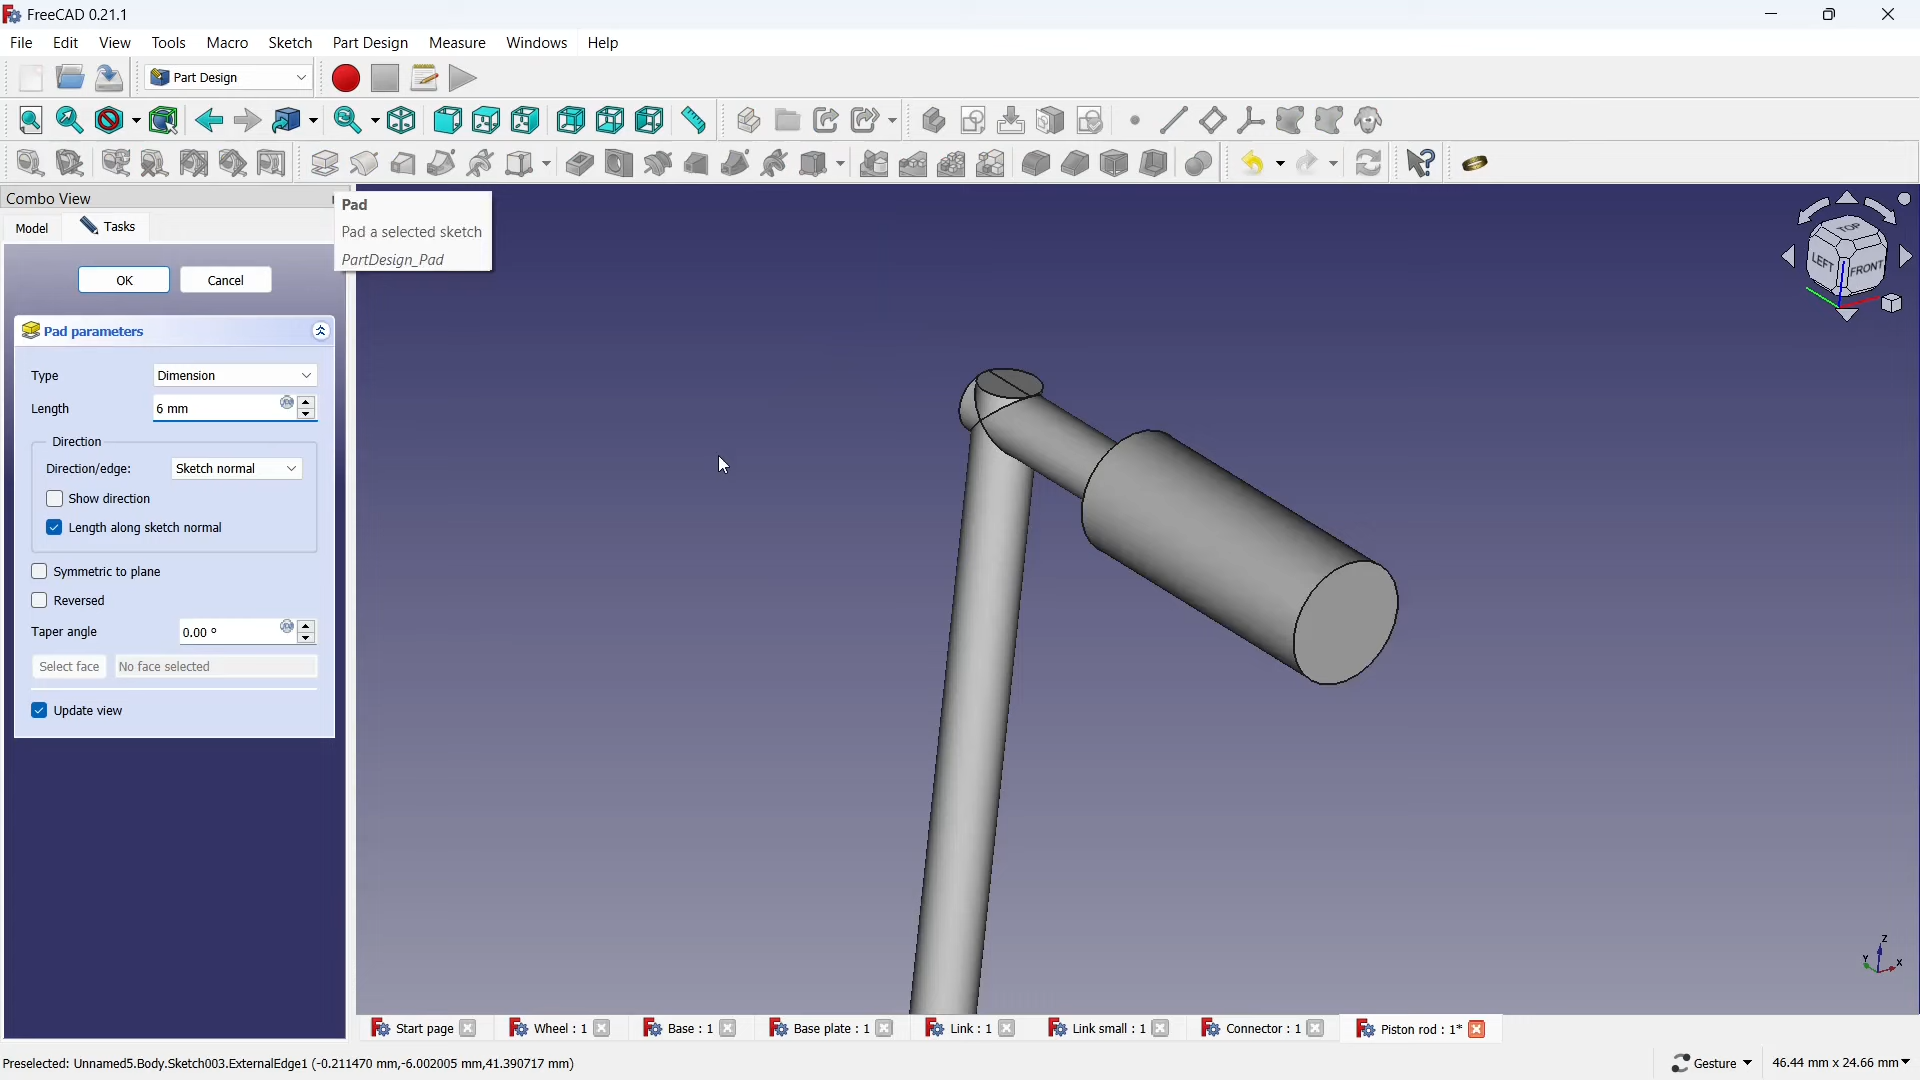 FreeCAD 0.21.1
File Edit View Tools Macro Sketch Part Design Measure Windows Help
Part Design
Combo View
Model Tasks
Pad
Pad a selected sketch
PartDesign_Pad
OK Cancel
Pad parameters
Type Dimension
Length 6 mm
Direction
Direction/edge: Sketch normal
Show direction
Length along sketch normal
Symmetric to plane
Reversed
Taper angle 0.00 °
Select face No face selected
Update view
TOP
LEFT FRONT
Z
Y X
Start page Wheel : 1 Base : 1 Base plate : 1 Link : 1 Link small : 1 Connector : 1 Piston rod : 1*
Preselected: Unnamed5.Body.Sketch003.ExternalEdge1 (-0.211470 mm,-6.002005 mm,41.390717 mm) Gesture 46.44 mm x 24.66 mm